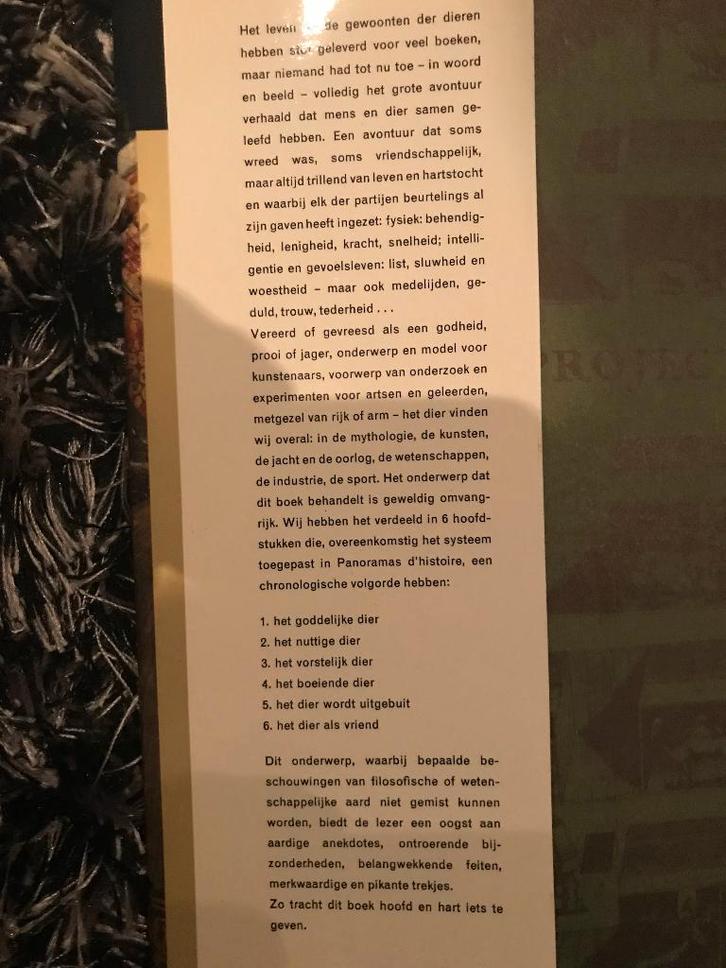 Het leven de gewoonten der dieren
hebben stof geleverd voor veel boeken,
maar niemand had tot nu toe – in woord
en beeld – volledig het grote avontuur
verhaald dat mens en dier samen ge-
leefd hebben. Een avontuur dat soms
wreed was, soms vriendschappelijk,
maar altijd trillend van leven en hartstocht
en waarbij elk der partijen beurtelings al
zijn gaven heeft ingezet: fysiek: behendig-
heid, lenigheid, kracht, snelheid; intelli-
gentie en gevoelsleven: list, sluwheid en
woestheid – maar ook medelijden, ge-
duld, trouw, tederheid ...
Vereerd of gevreesd als een godheid,
prooi of jager, onderwerp en model voor
kunstenaars, voorwerp van onderzoek en
experimenten voor artsen en geleerden,
metgezel van rijk of arm – het dier vinden
wij overal: in de mythologie, de kunsten,
de jacht en de oorlog, de wetenschappen,
de industrie, de sport. Het onderwerp dat
dit boek behandelt is geweldig omvang-
rijk. Wij hebben het verdeeld in 6 hoofd-
stukken die, overeenkomstig het systeem
toegepast in Panoramas d'histoire, een
chronologische volgorde hebben:
1. het goddelijke dier
2. het nuttige dier
3. het vorstelijk dier
4. het boeiende dier
5. het dier wordt uitgebuit
6. het dier als vriend
Dit onderwerp, waarbij bepaalde be-
schouwingen van filosofische of weten-
schappelijke aard niet gemist kunnen
worden, biedt de lezer een oogst aan
aardige anekdotes, ontroerende bij-
zonderheden, belangwekkende feiten,
merkwaardige en pikante trekjes.
Zo tracht dit boek hoofd en hart iets te
geven.